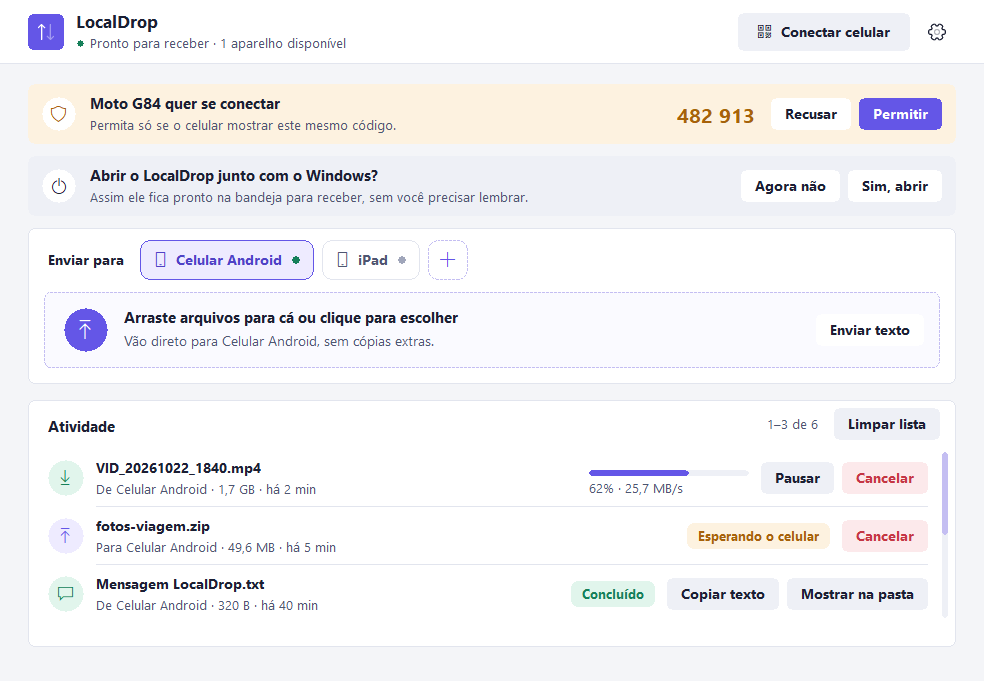 LocalDrop
Pronto para receber · 1 aparelho disponível
Conectar celular
Moto G84 quer se conectar
Permita só se o celular mostrar este mesmo código.
482 913
Recusar
Permitir
Abrir o LocalDrop junto com o Windows?
Assim ele fica pronto na bandeja para receber, sem você precisar lembrar.
Agora não
Sim, abrir
Enviar para
Celular Android
iPad
Arraste arquivos para cá ou clique para escolher
Vão direto para Celular Android, sem cópias extras.
Enviar texto
Atividade
1–3 de 6
Limpar lista
VID_20261022_1840.mp4
De Celular Android · 1,7 GB · há 2 min
62% · 25,7 MB/s
Pausar
Cancelar
fotos-viagem.zip
Para Celular Android · 49,6 MB · há 5 min
Esperando o celular
Cancelar
Mensagem LocalDrop.txt
De Celular Android · 320 B · há 40 min
Concluído
Copiar texto
Mostrar na pasta